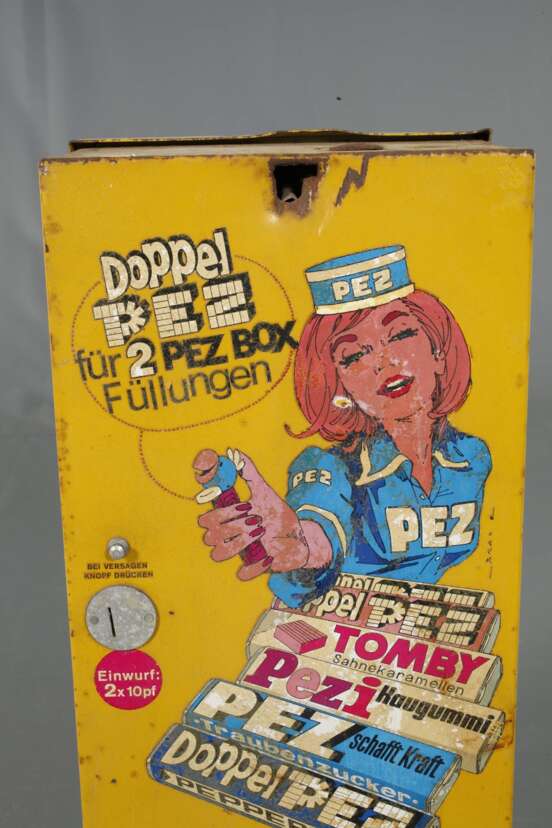 Doppel
PEZ
für 2 PEZ BOX
Füllungen
PEZ
PEZ
PEZ
BEI VERSAGEN
KNOPF DRÜCKEN
Einwurf:
2x10pf
Doppel PEZ
TOMBY
Sahnekaramellen
Pezi Kaugummi
PEZ schafft Kraft
·Traubenzucker·
Doppel PEZ